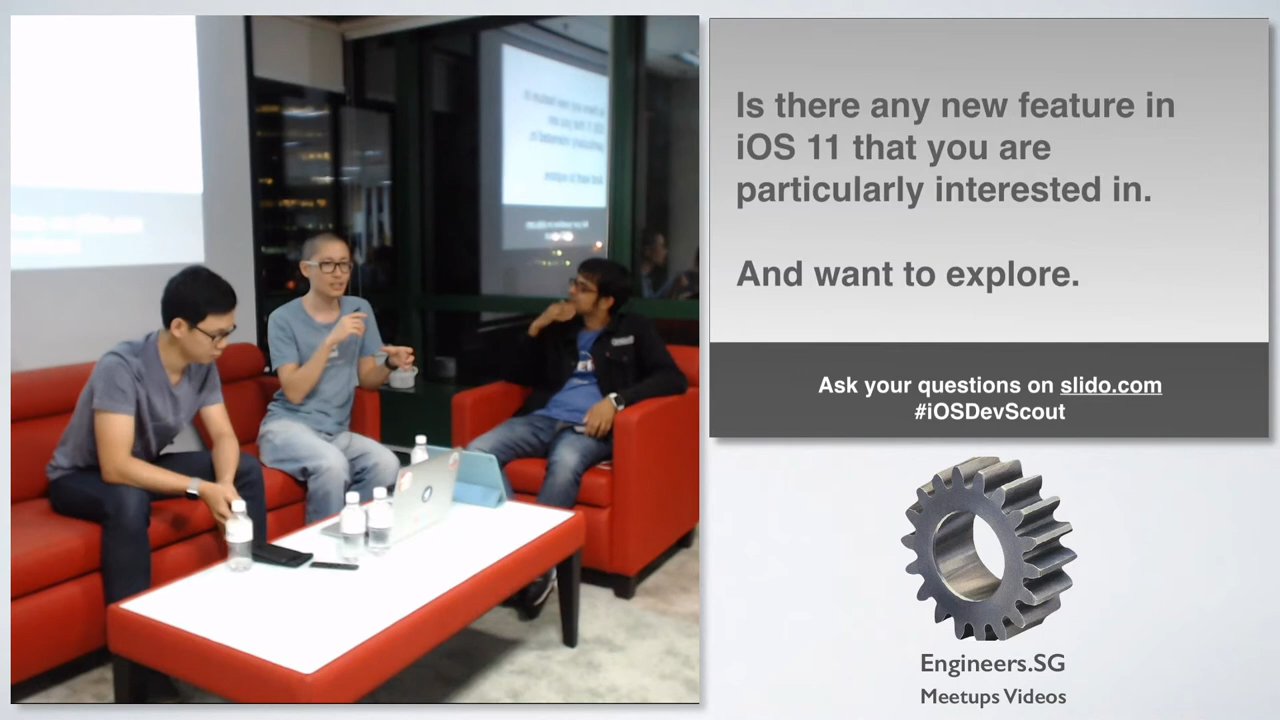 Is there any new feature in
iOS 11 that you are
particularly interested in.
And want to explore.
Ask your questions on slido.com
#iOSDevScout
Engineers.SG
Meetups Videos